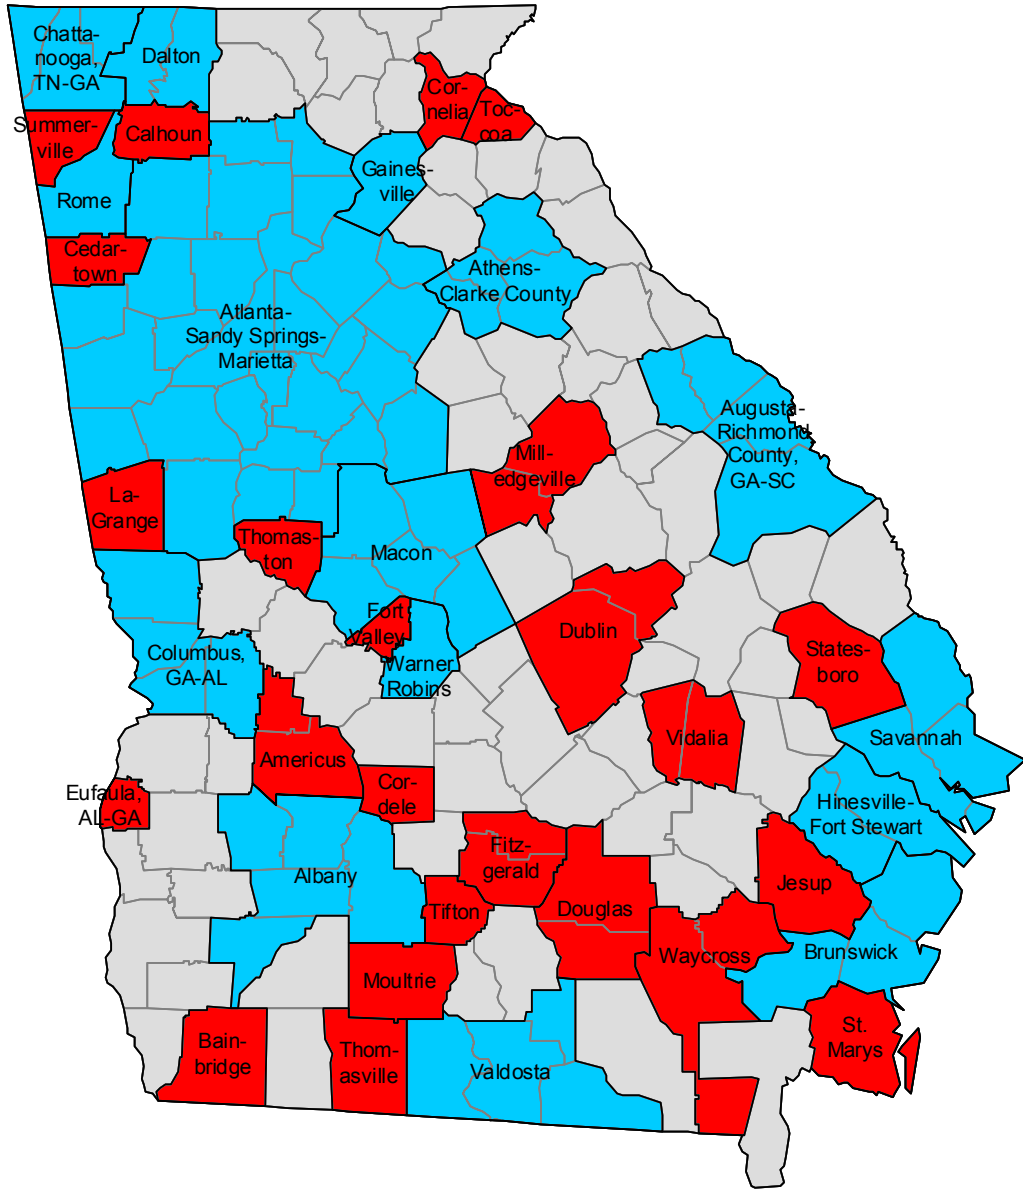 Chatta-
nooga,
TN-GA
Dalton
Cor-
nelia
Toc-
coa
Summer-
ville
Calhoun
Gaines-
ville
Rome
Cedar-
town
Athens-
Clarke County
Atlanta-
Sandy Springs-
Marietta
Augusta-
Richmond
County,
GA-SC
Mill-
edgeville
La-
Grange
Thomas-
ton
Macon
Fort
Valley
Warner
Robins
Dublin
Columbus,
GA-AL
States-
boro
Vidalia
Savannah
Americus
Cor-
dele
Eufaula,
AL-GA
Hinesville-
Fort Stewart
Fitz-
gerald
Albany
Jesup
Tifton
Douglas
Waycross
Brunswick
Moultrie
Bain-
bridge
Thom-
asville
Valdosta
St.
Marys